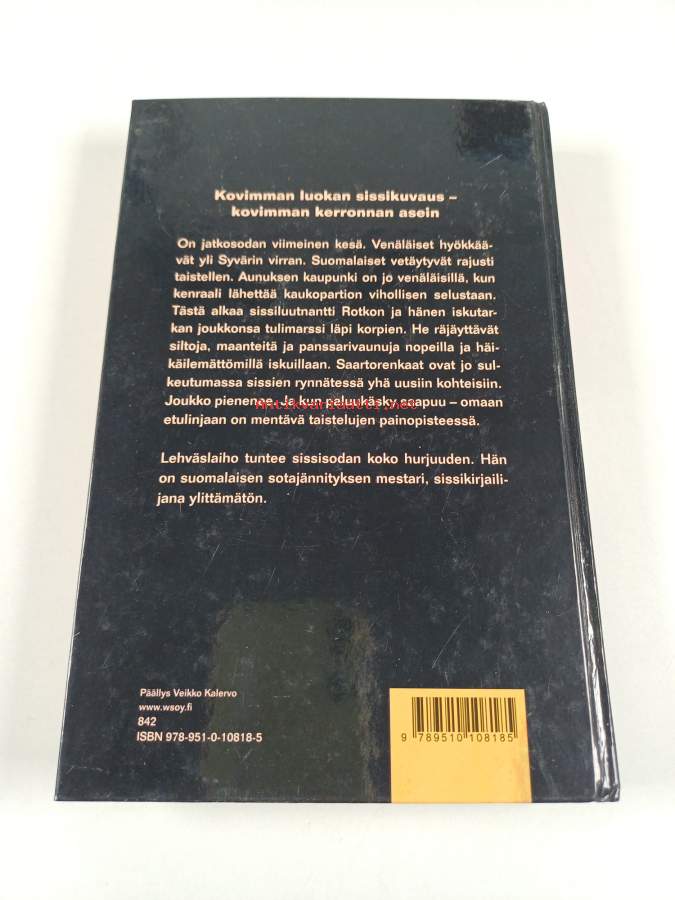 Kovimman luokan sissikuvaus –
kovimman kerronnan asein
On jatkosodan viimeinen kesä. Venäläiset hyökkää-
vät yli Syvärin virran. Suomalaiset vetäytyvät rajusti
taistellen. Aunuksen kaupunki on jo venäläisillä, kun
kenraali lähettää kaukopartion vihollisen selustaan.
Tästä alkaa sissiluutnantti Rotkon ja hänen iskutar-
kan joukkonsa tulimarssi läpi korpien. He räjäyttävät
siltoja, maanteitä ja panssarivaunuja nopeilla ja häi-
käilemättömillä iskuillaan. Saartorenkaat ovat jo sul-
keutumassa sissien rynnätessä yhä uusiin kohteisiin.
Joukko pienenee. Ja kun paluukäsky saapuu – omaan
Antikvariaatti.net
etulinjaan on mentävä taistelujen painopisteessä.
Lehväslaiho tuntee sissisodan koko hurjuuden. Hän
on suomalaisen sotajännityksen mestari, sissikirjaili-
jana ylittämätön.
Päällys Veikko Kalervo
www.wsoy.fi
842
ISBN 978-951-0-10818-5
9 789510 108185